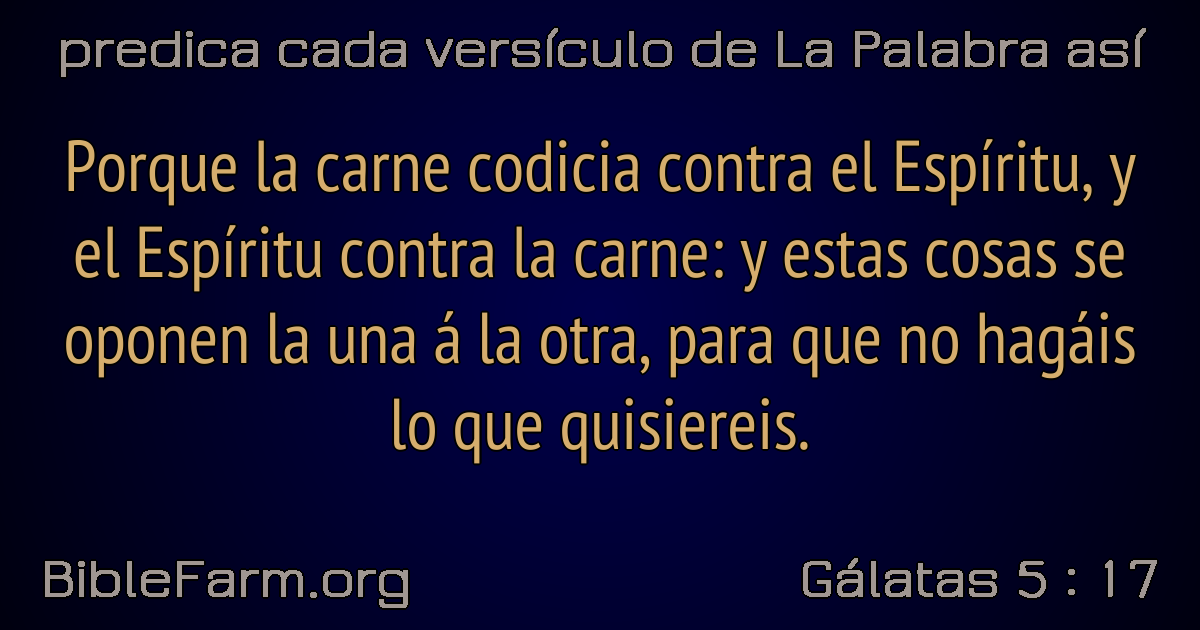 predica cada versículo de La Palabra así
Porque la carne codicia contra el Espíritu, y
el Espíritu contra la carne: y estas cosas se
oponen la una á la otra, para que no hagáis
lo que quisiereis.
BibleFarm.org
Gálatas 5 : 17